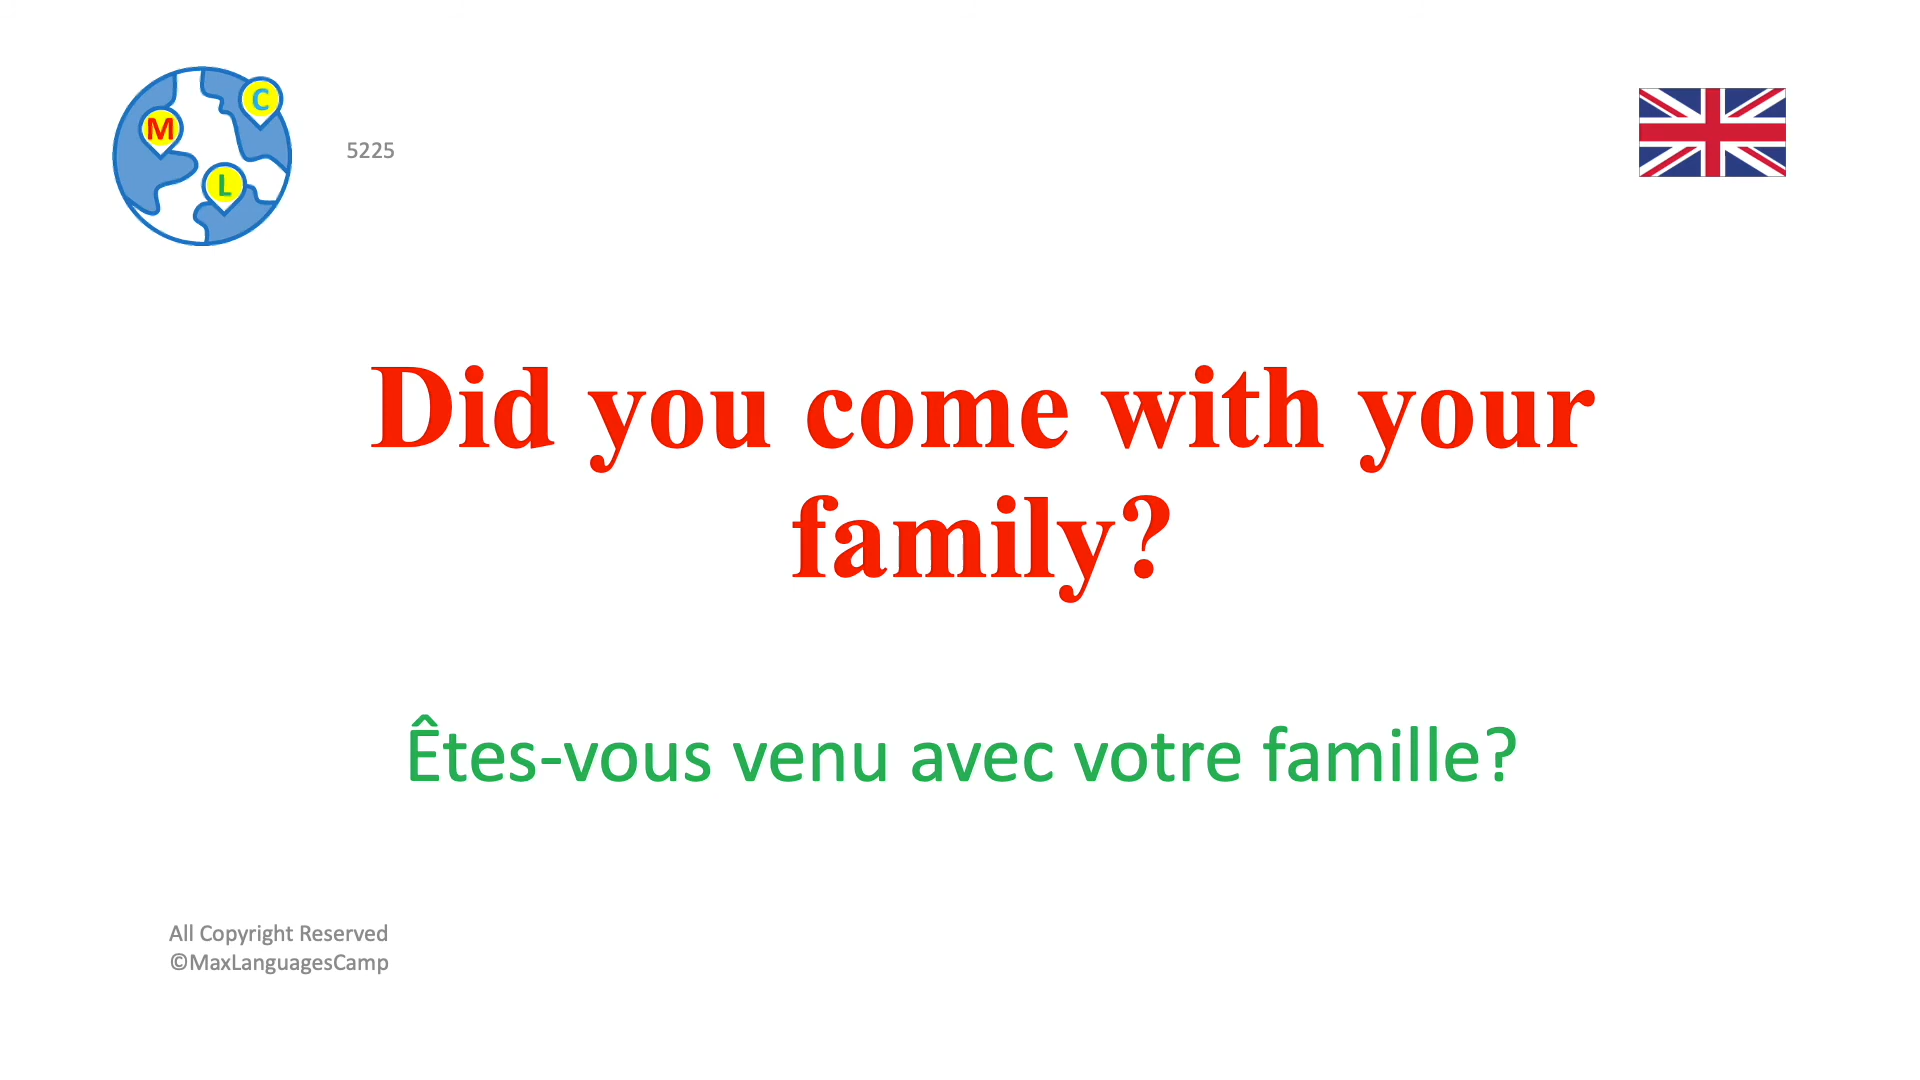 C
M
L
5225
Did you come with your
family?
Êtes-vous venu avec votre famille?
All Copyright Reserved
©MaxLanguagesCamp